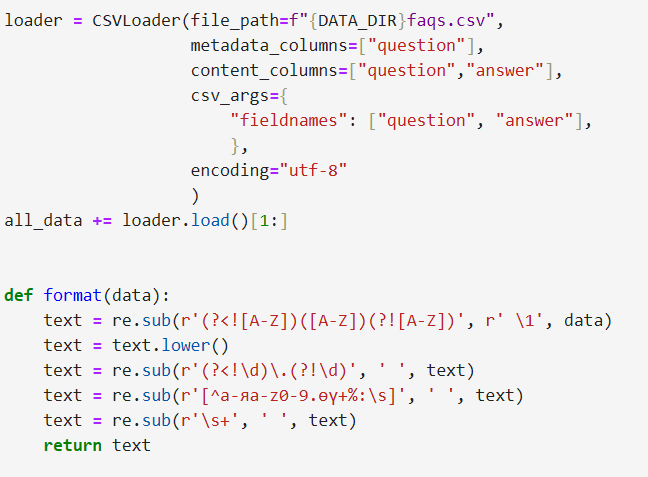 loader = CSVLoader(file_path=f"{DATA_DIR}faqs.csv",
metadata_columns=["question"],
content_columns=["question","answer"],
csv_args={
"fieldnames": ["question", "answer"],
},
encoding="utf-8"
)
all_data += loader.load()[1:]
def format(data):
text = re.sub(r'(?<![A-Z])([A-Z])(?![A-Z])', r' \1', data)
text = text.lower()
text = re.sub(r'(?<!\d)\.(?!\d)', ' ', text)
text = re.sub(r'[^а-яa-z0-9.өү+%:\s]', ' ', text)
text = re.sub(r'\s+', ' ', text)
return text